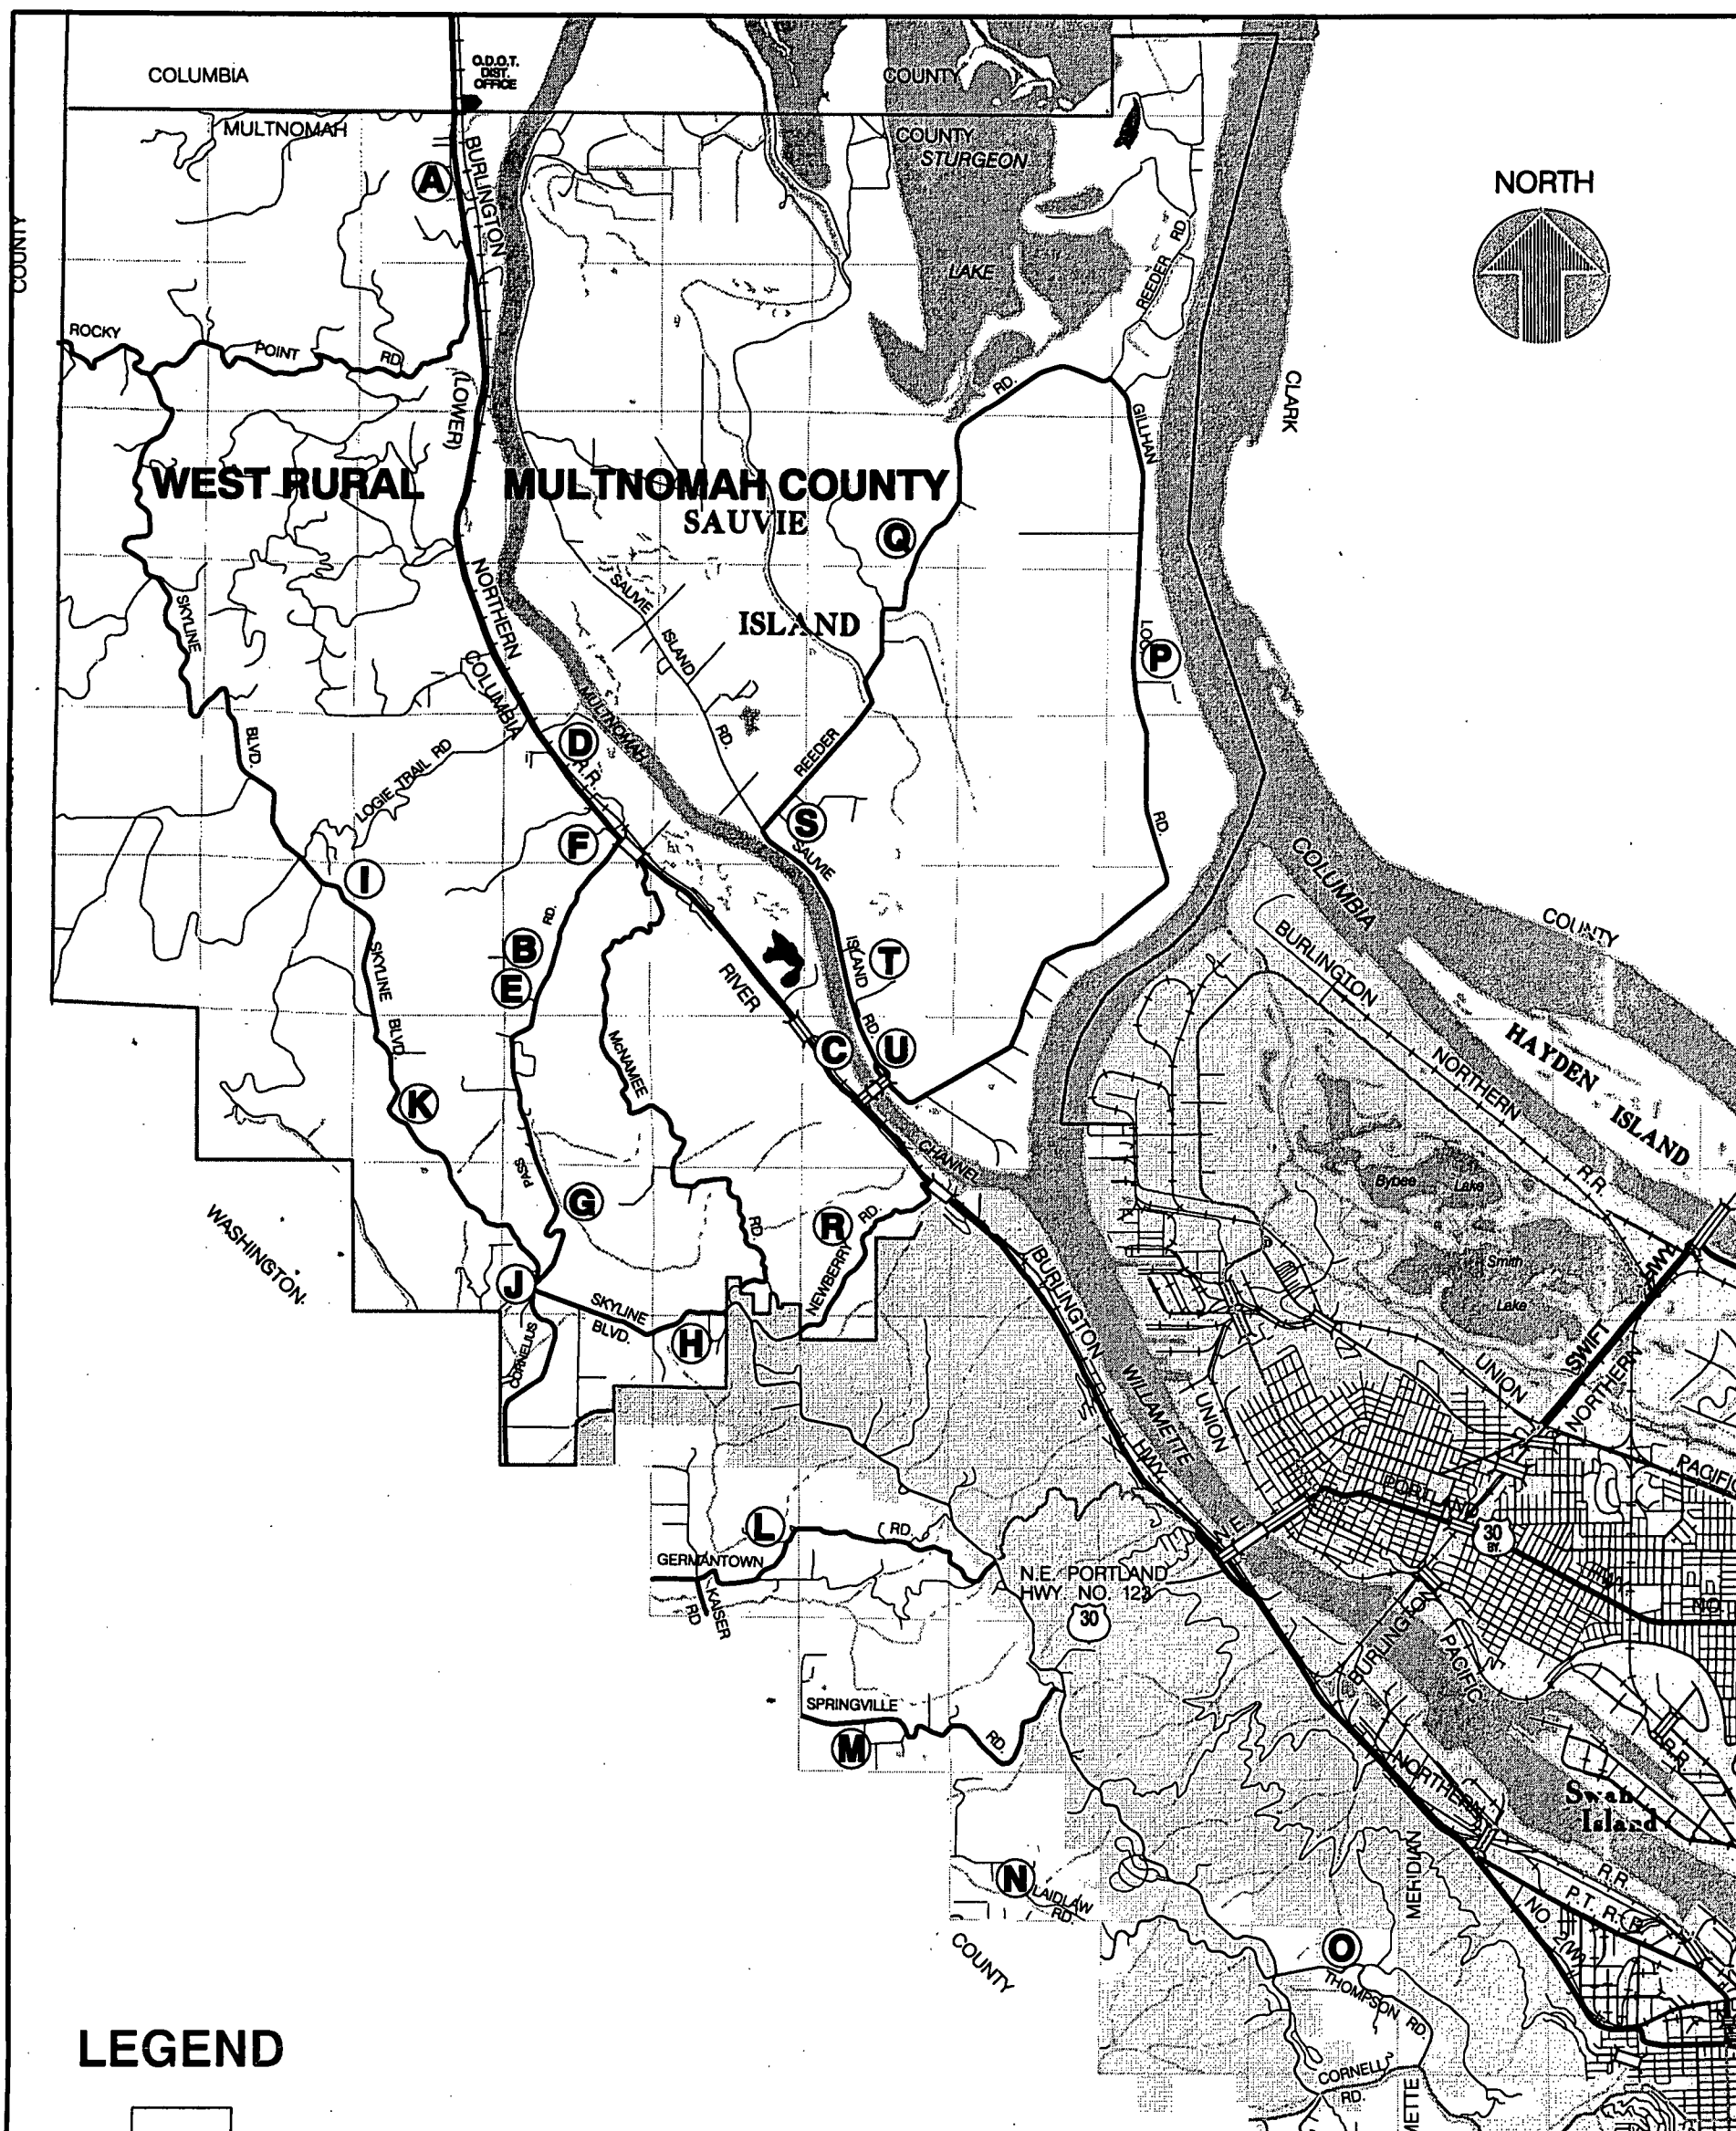 COLUMBIA
O.D.O.T.
DIST.
OFFICE
COUNTY
MULTNOMAH
COUNTY
STURGEON
LAKE
NORTH
COUNTY
A
BURLINGTON
REEDER RD
ROCKY
POINT
RD.
(LOWER)
RD.
GILLHAN
CLARK
WEST RURAL
MULTNOMAH COUNTY
SAUVIE
ISLAND
Q
SKYLINE
NORTHERN
SAUVIE
ISLAND
RD.
P
COLUMBIA
MULTNOMAH
BLVD.
LOGIE TRAIL RD
D
R.R.
REEDER
S
SAUVIE
RD.
F
I
COLUMBIA
COUNTY
BURLINGTON
B
RD.
E
SKYLINE
BLVD.
RIVER
ISLAND
RD.
T
HAYDEN
ISLAND
NORTHERN
R.R.
McNAMEE
C
U
K
CHANNEL
Bybee
Lake
PASS
G
RD.
R
RD.
NEWBERRY
WASHINGTON
J
SKYLINE
BLVD.
H
CORNELIUS
BURLINGTON
Smith
Lake
HWY.
SWIFT
NORTHERN
UNION
UNION
WILLAMETTE
HWY.
PACIFIC
PORTLAND
30
BY.
L
RD.
GERMANTOWN
KAISER
RD
N.E.
N.E. PORTLAND
HWY. NO. 123
30
NO.
BURLINGTON
PACIFIC
SPRINGVILLE
M
RD.
R.R.
NORTHERN
Swan
Island
N
LAIDLAW
RD.
MERIDIAN
R.R.
P.T. R.R.
NO. 2(W)
COUNTY
O
THOMPSON RD.
CORNELL
RD.
LEGEND